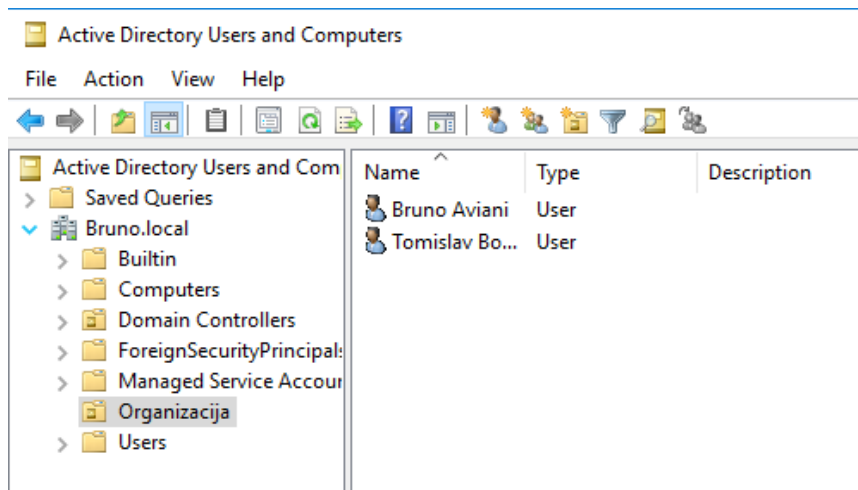 Active Directory Users and Computers
File Action View Help
Active Directory Users and Com
Saved Queries
Bruno.local
Builtin
Computers
Domain Controllers
ForeignSecurityPrincipals
Managed Service Accour
Organizacija
Users
Name Type Description
Bruno Aviani User
Tomislav Bo... User